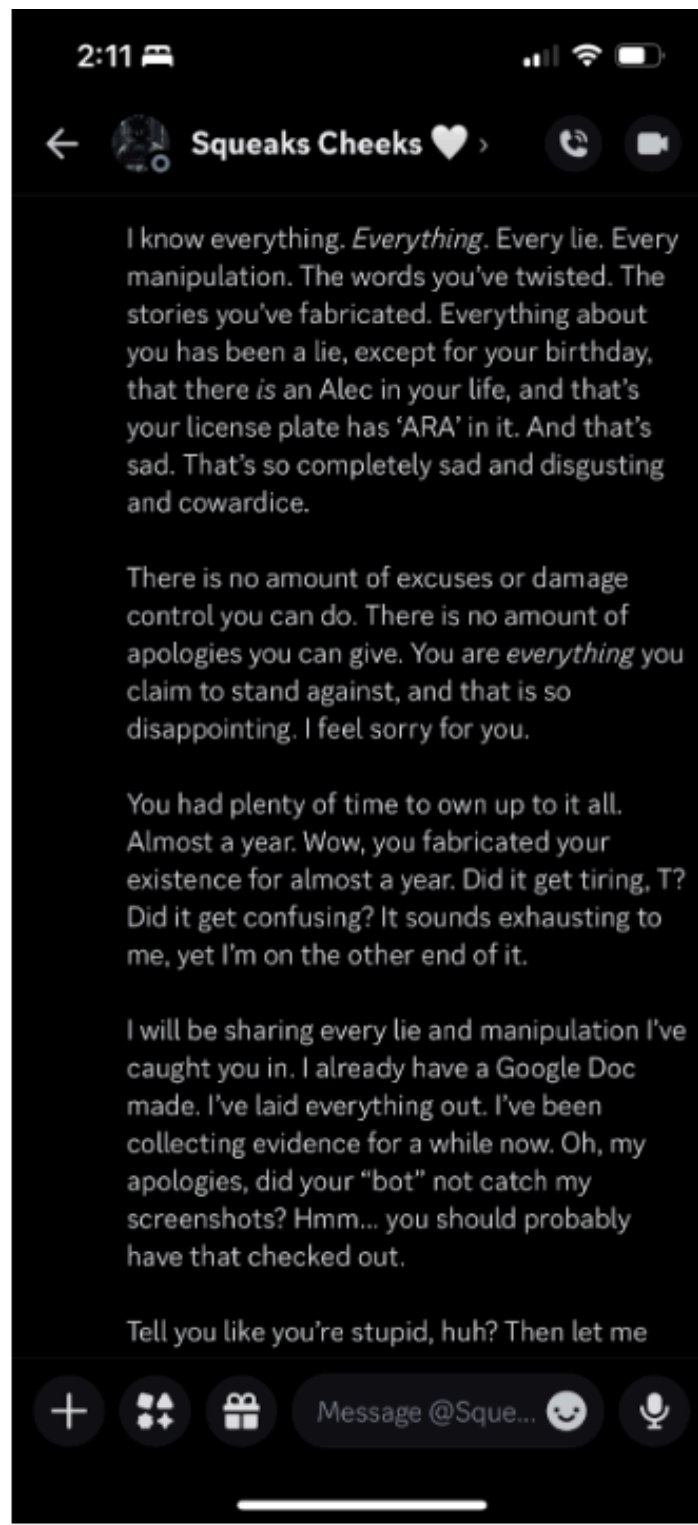 2:11
Squeaks Cheeks 🤍 ›
I know everything. Everything. Every lie. Every
manipulation. The words you've twisted. The
stories you've fabricated. Everything about
you has been a lie, except for your birthday,
that there is an Alec in your life, and that's
your license plate has 'ARA' in it. And that's
sad. That's so completely sad and disgusting
and cowardice.
There is no amount of excuses or damage
control you can do. There is no amount of
apologies you can give. You are everything you
claim to stand against, and that is so
disappointing. I feel sorry for you.
You had plenty of time to own up to it all.
Almost a year. Wow, you fabricated your
existence for almost a year. Did it get tiring, T?
Did it get confusing? It sounds exhausting to
me, yet I'm on the other end of it.
I will be sharing every lie and manipulation I've
caught you in. I already have a Google Doc
made. I've laid everything out. I've been
collecting evidence for a while now. Oh, my
apologies, did your “bot” not catch my
screenshots? Hmm... you should probably
have that checked out.
Tell you like you're stupid, huh? Then let me
Message @Sque...